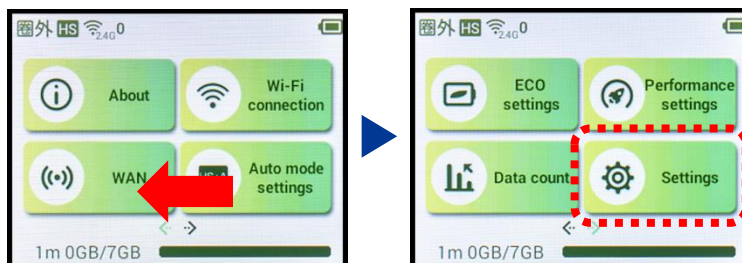 圏外 HS 2.4G 0
About
Wi-Fi
connection
WAN
Auto mode
settings
1m 0GB/7GB
圏外 HS 2.4G 0
ECO
settings
Performance
settings
Data count
Settings
1m 0GB/7GB